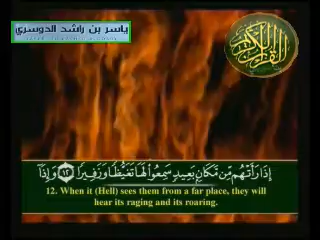 ياسر بن راشد الدوسري
القرآن الكريم
إِذَا رَأَتْهُم مِّن مَّكَانٍۭ بَعِيدٍ سَمِعُوا۟ لَهَا تَغَيُّظًا وَزَفِيرًا ۝١٢ وَإِذَآ
12. When it (Hell) sees them from a far place, they will
hear its raging and its roaring.